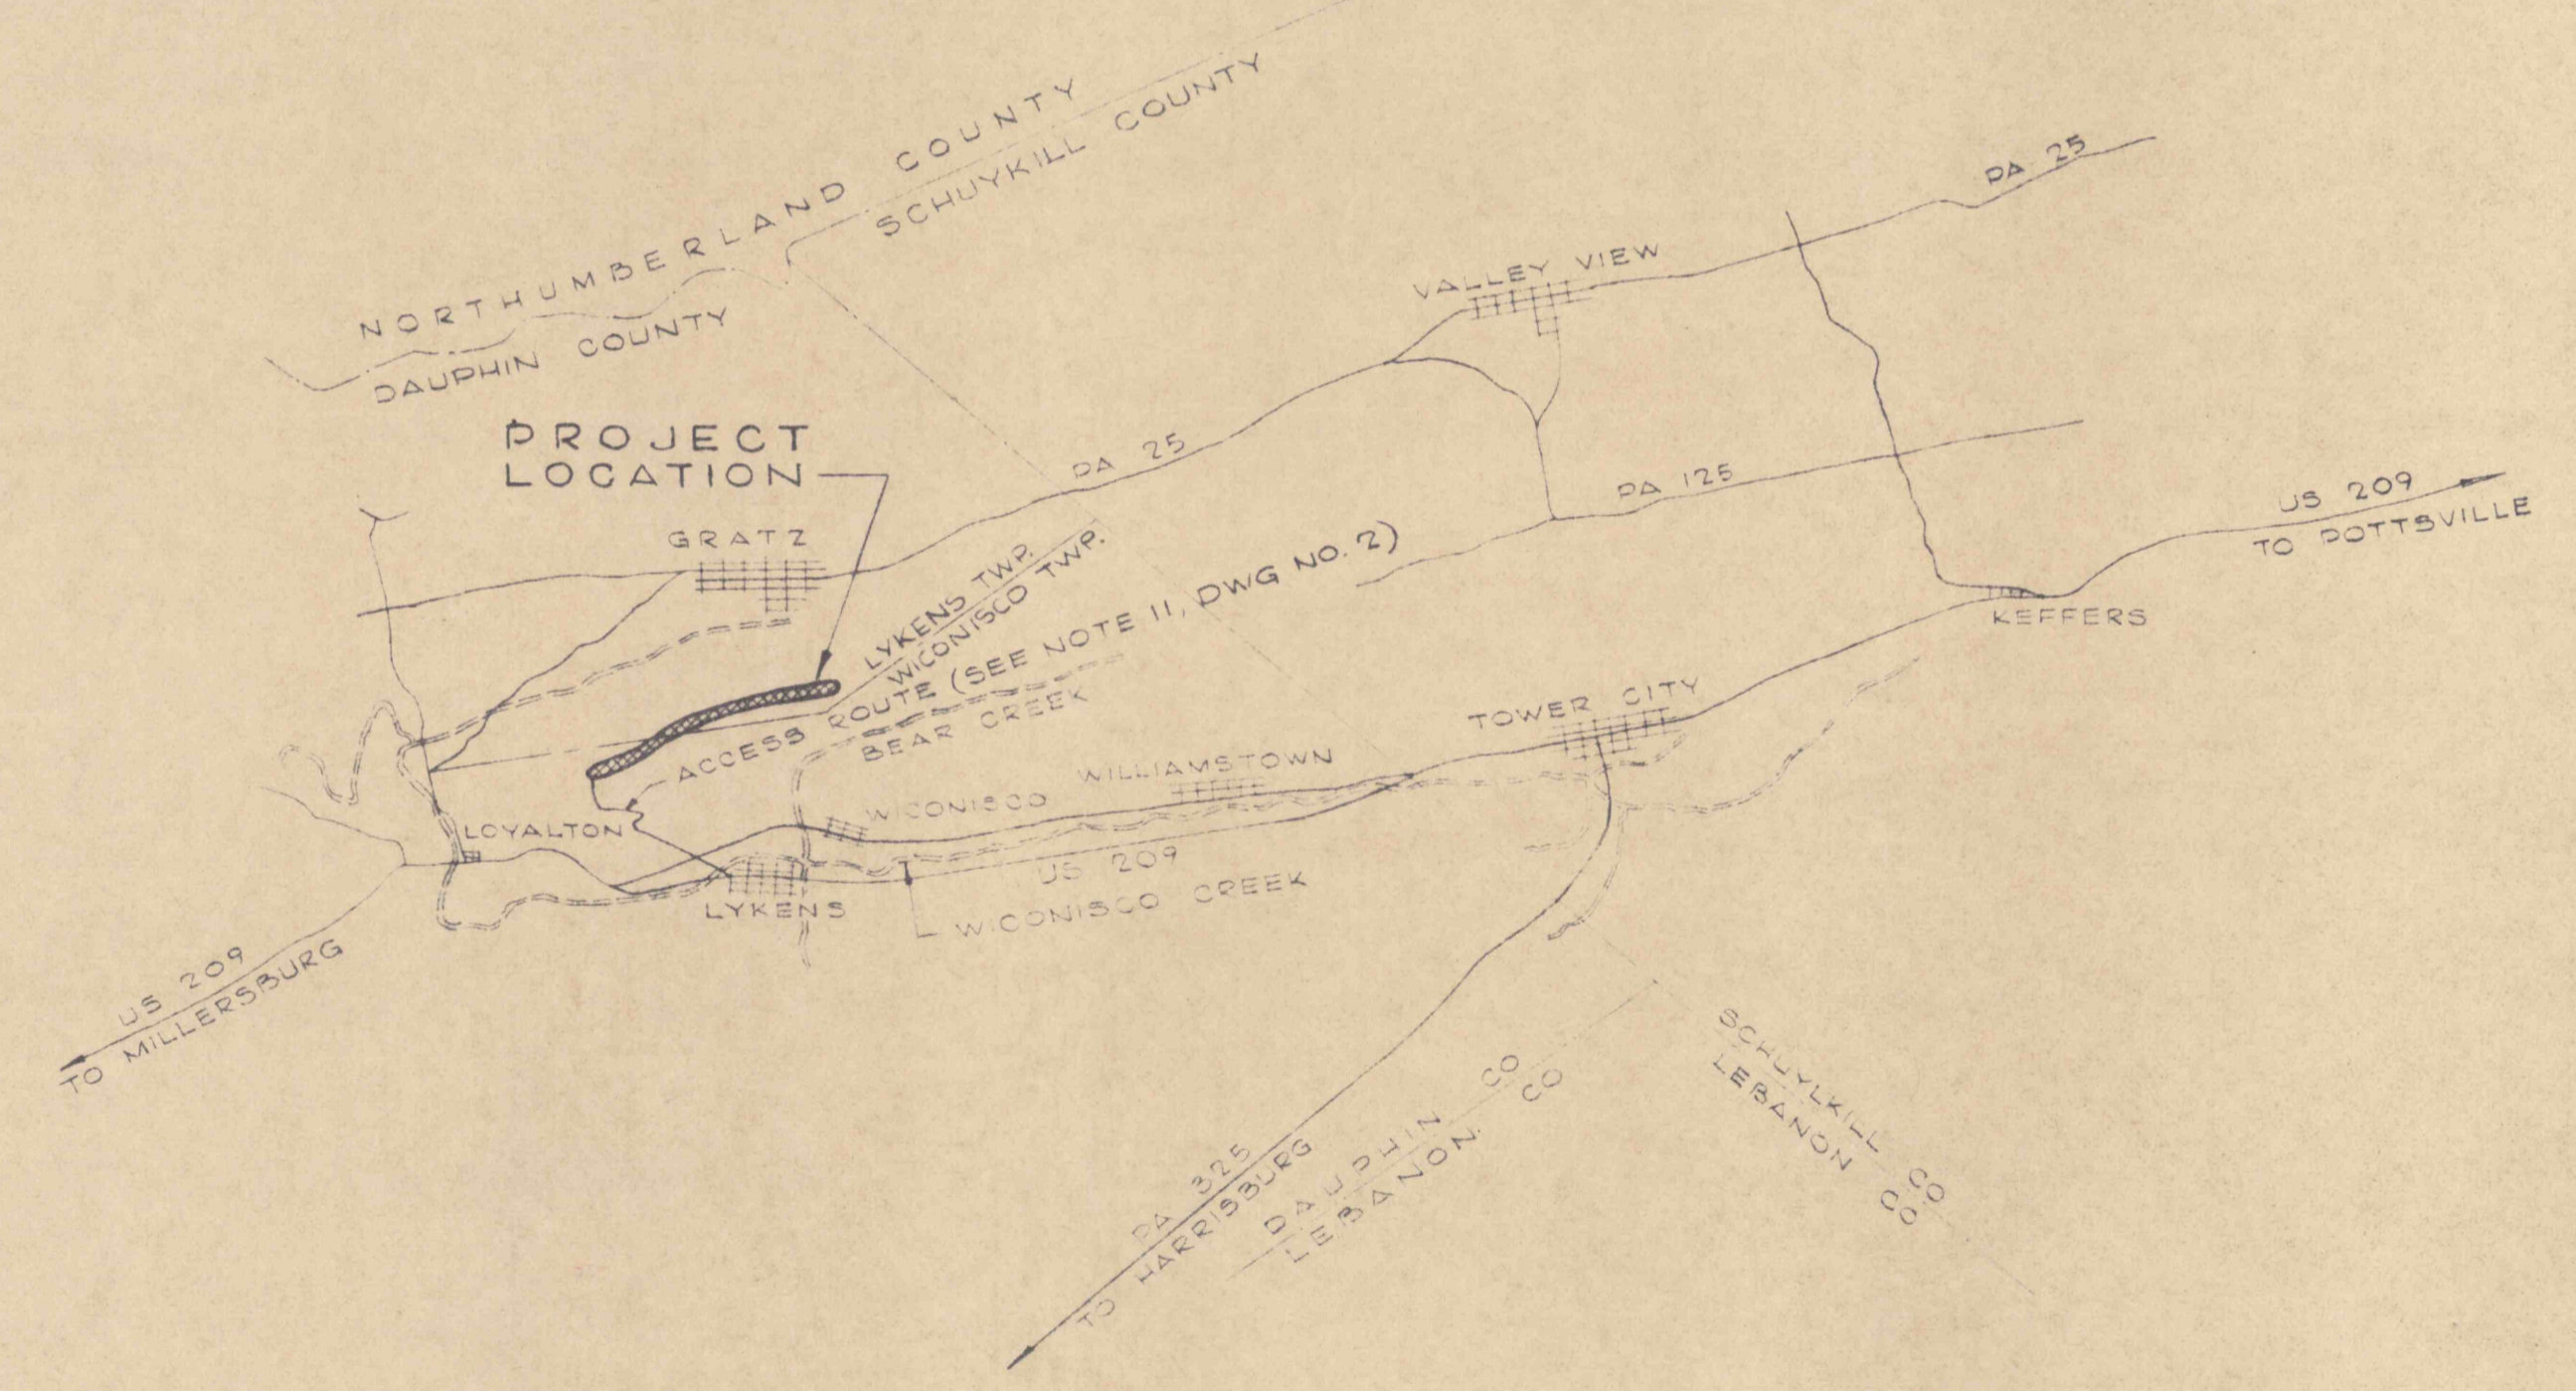 NORTHUMBERLAND COUNTY
SCHUYKILL COUNTY
DAUPHIN COUNTY
PA 25
VALLEY VIEW
PROJECT
LOCATION
PA 25
PA 125
US 209
TO POTTSVILLE
GRATZ
LYKENS TWP.
WICONISCO TWP.
ACCESS ROUTE (SEE NOTE 11, DWG NO. 2)
BEAR CREEK
KEFFERS
TOWER CITY
WILLIAMSTOWN
WICONISCO
LOYALTON
US 209
WICONISCO CREEK
LYKENS
US 209
TO MILLERSBURG
SCHUYLKILL CO
LEBANON CO
DAUPHIN CO
LEBANON CO
PA 325
TO HARRISBURG